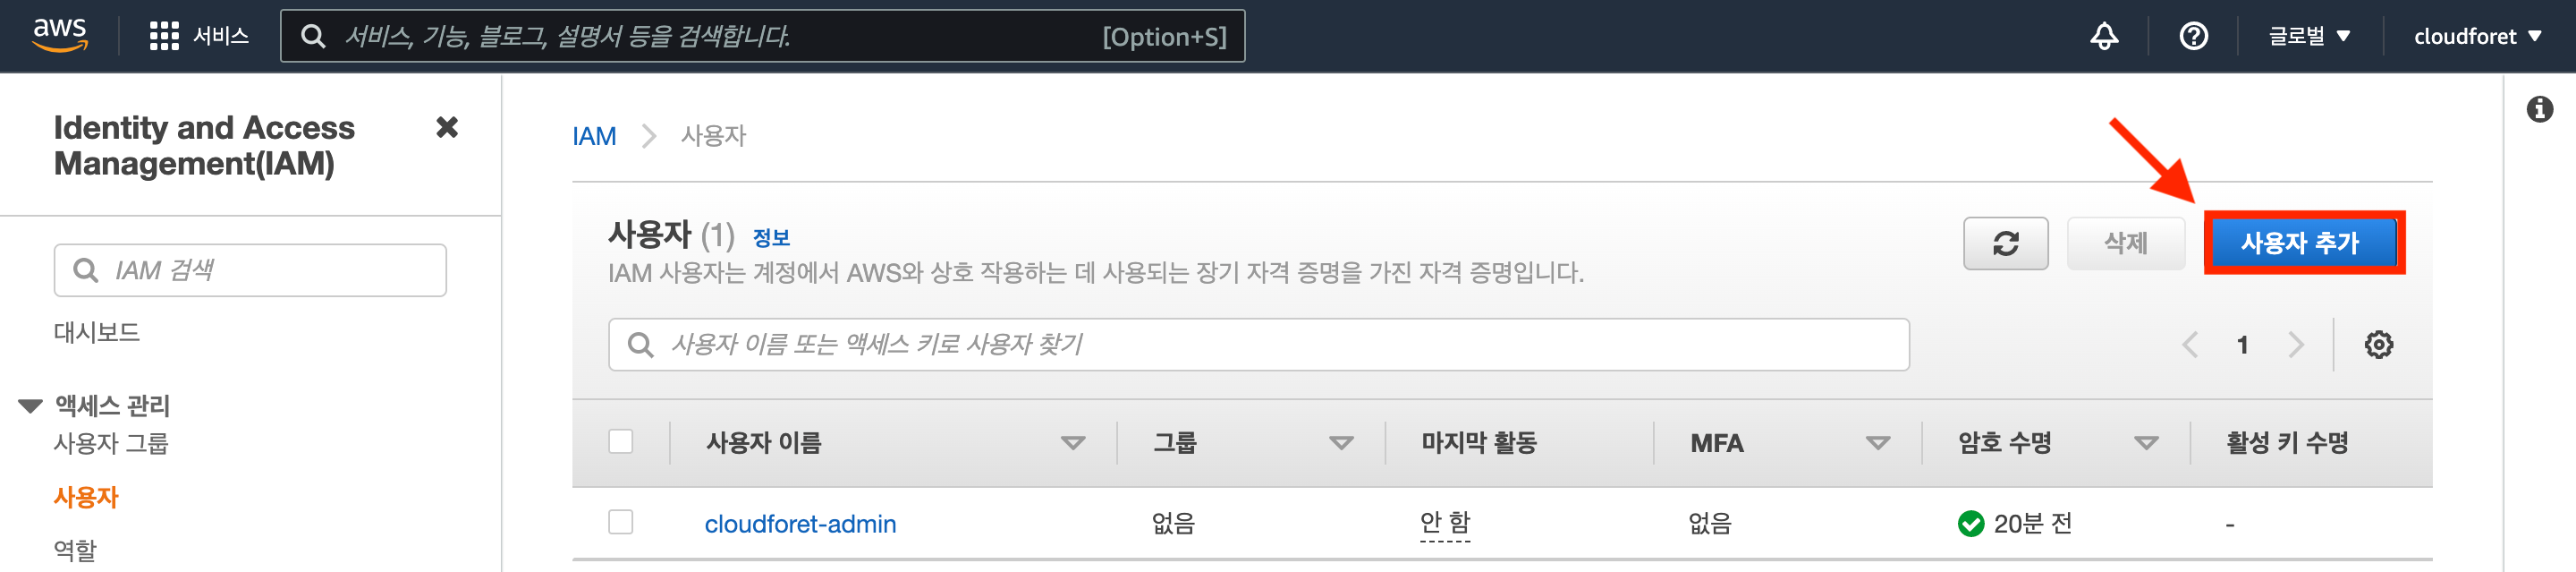 aws
서비스
서비스, 기능, 블로그, 설명서 등을 검색합니다.
[Option+S]
글로벌
cloudforet
Identity and Access
Management(IAM)
IAM 검색
대시보드
액세스 관리
사용자 그룹
사용자
역할
IAM
사용자
사용자 (1) 정보
IAM 사용자는 계정에서 AWS와 상호 작용하는 데 사용되는 장기 자격 증명을 가진 자격 증명입니다.
삭제
사용자 추가
사용자 이름 또는 액세스 키로 사용자 찾기
1
사용자 이름 그룹 마지막 활동 MFA 암호 수명 활성 키 수명
cloudforet-admin 없음 안 함 없음 20분 전 -